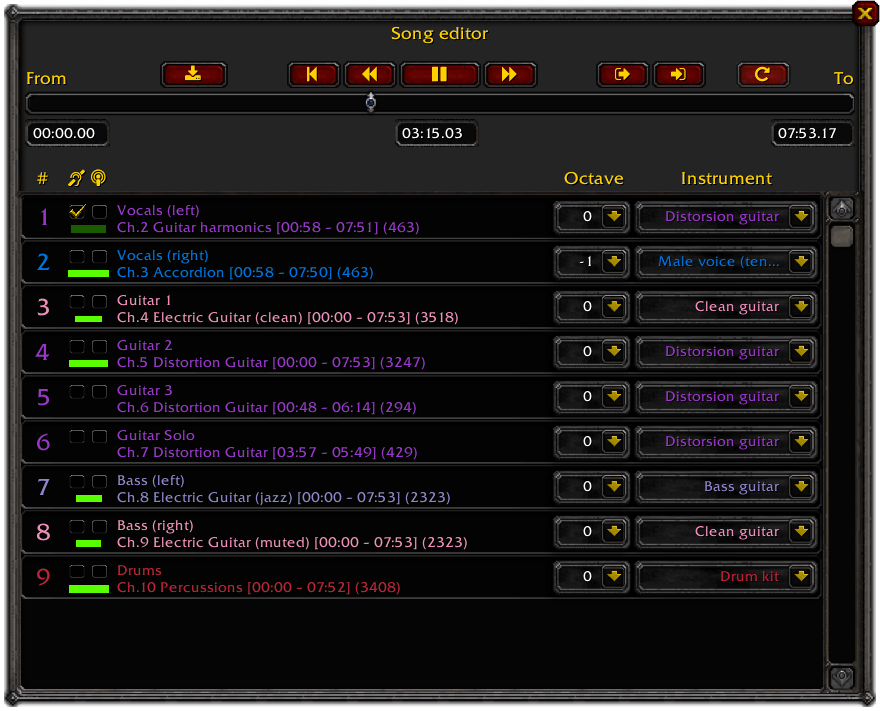 Song editor
From
To
00:00.00
03:15.03
07:53.17
#
Octave
Instrument
1
Vocals (left)
Ch.2 Guitar harmonics [00:58 - 07:51] (463)
0
Distorsion guitar
2
Vocals (right)
Ch.3 Accordion [00:58 - 07:50] (463)
-1
Male voice (ten...
3
Guitar 1
Ch.4 Electric Guitar (clean) [00:00 - 07:53] (3518)
0
Clean guitar
4
Guitar 2
Ch.5 Distortion Guitar [00:00 - 07:53] (3247)
0
Distorsion guitar
5
Guitar 3
Ch.6 Distortion Guitar [00:48 - 06:14] (294)
0
Distorsion guitar
6
Guitar Solo
Ch.7 Distortion Guitar [03:57 - 05:49] (429)
0
Distorsion guitar
7
Bass (left)
Ch.8 Electric Guitar (jazz) [00:00 - 07:53] (2323)
0
Bass guitar
8
Bass (right)
Ch.9 Electric Guitar (muted) [00:00 - 07:53] (2323)
0
Clean guitar
9
Drums
Ch.10 Percussions [00:00 - 07:52] (3408)
0
Drum kit